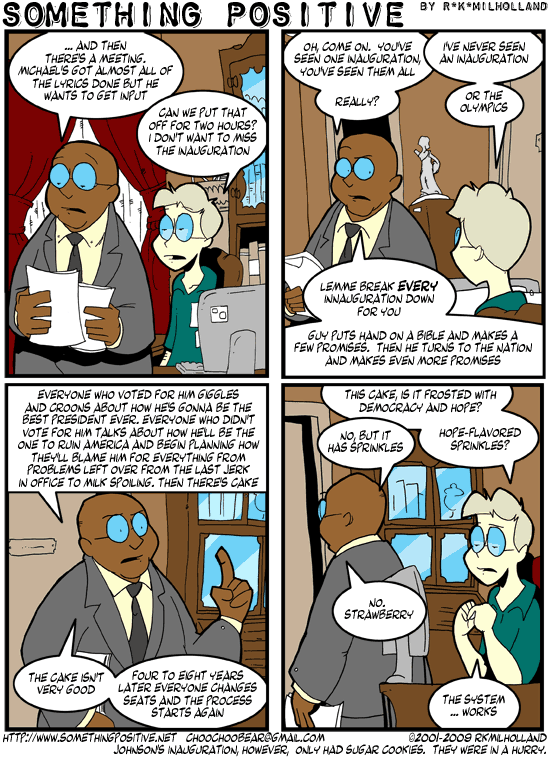 SOMETHING POSITIVE BY R*K*MILHOLLAND
... AND THEN
THERE'S A MEETING.
MICHAEL'S GOT ALMOST ALL OF
THE LYRICS DONE BUT HE
WANTS TO GET INPUT
CAN WE PUT THAT
OFF FOR TWO HOURS?
I DON'T WANT TO MISS
THE INAUGURATION
OH, COME ON. YOU'VE
SEEN ONE INAUGURATION,
YOU'VE SEEN THEM ALL
I'VE NEVER SEEN
AN INAUGURATION
REALLY?
OR THE
OLYMPICS
LEMME BREAK EVERY
INNAUGURATION DOWN
FOR YOU
GUY PUTS HAND ON A BIBLE AND MAKES A
FEW PROMISES. THEN HE TURNS TO THE NATION
AND MAKES EVEN MORE PROMISES
EVERYONE WHO VOTED FOR HIM GIGGLES
AND CROONS ABOUT HOW HE'S GONNA BE THE
BEST PRESIDENT EVER. EVERYONE WHO DIDN'T
VOTE FOR HIM TALKS ABOUT HOW HE'LL BE THE
ONE TO RUIN AMERICA AND BEGIN PLANNING HOW
THEY'LL BLAME HIM FOR EVERYTHING FROM
PROBLEMS LEFT OVER FROM THE LAST JERK
IN OFFICE TO MILK SPOILING. THEN THERE'S CAKE
THE CAKE ISN'T
VERY GOOD
FOUR TO EIGHT YEARS
LATER EVERYONE CHANGES
SEATS AND THE PROCESS
STARTS AGAIN
THIS CAKE, IS IT FROSTED WITH
DEMOCRACY AND HOPE?
NO, BUT IT
HAS SPRINKLES
HOPE-FLAVORED
SPRINKLES?
NO.
STRAWBERRY
THE SYSTEM
... WORKS
HTTP://WWW.SOMETHINGPOSITIVE.NET CHOOCHOOBEAR@GMAIL.COM ©2001-2009 RKMILHOLLAND
JOHNSON'S INAUGURATION, HOWEVER, ONLY HAD SUGAR COOKIES. THEY WERE IN A HURRY.